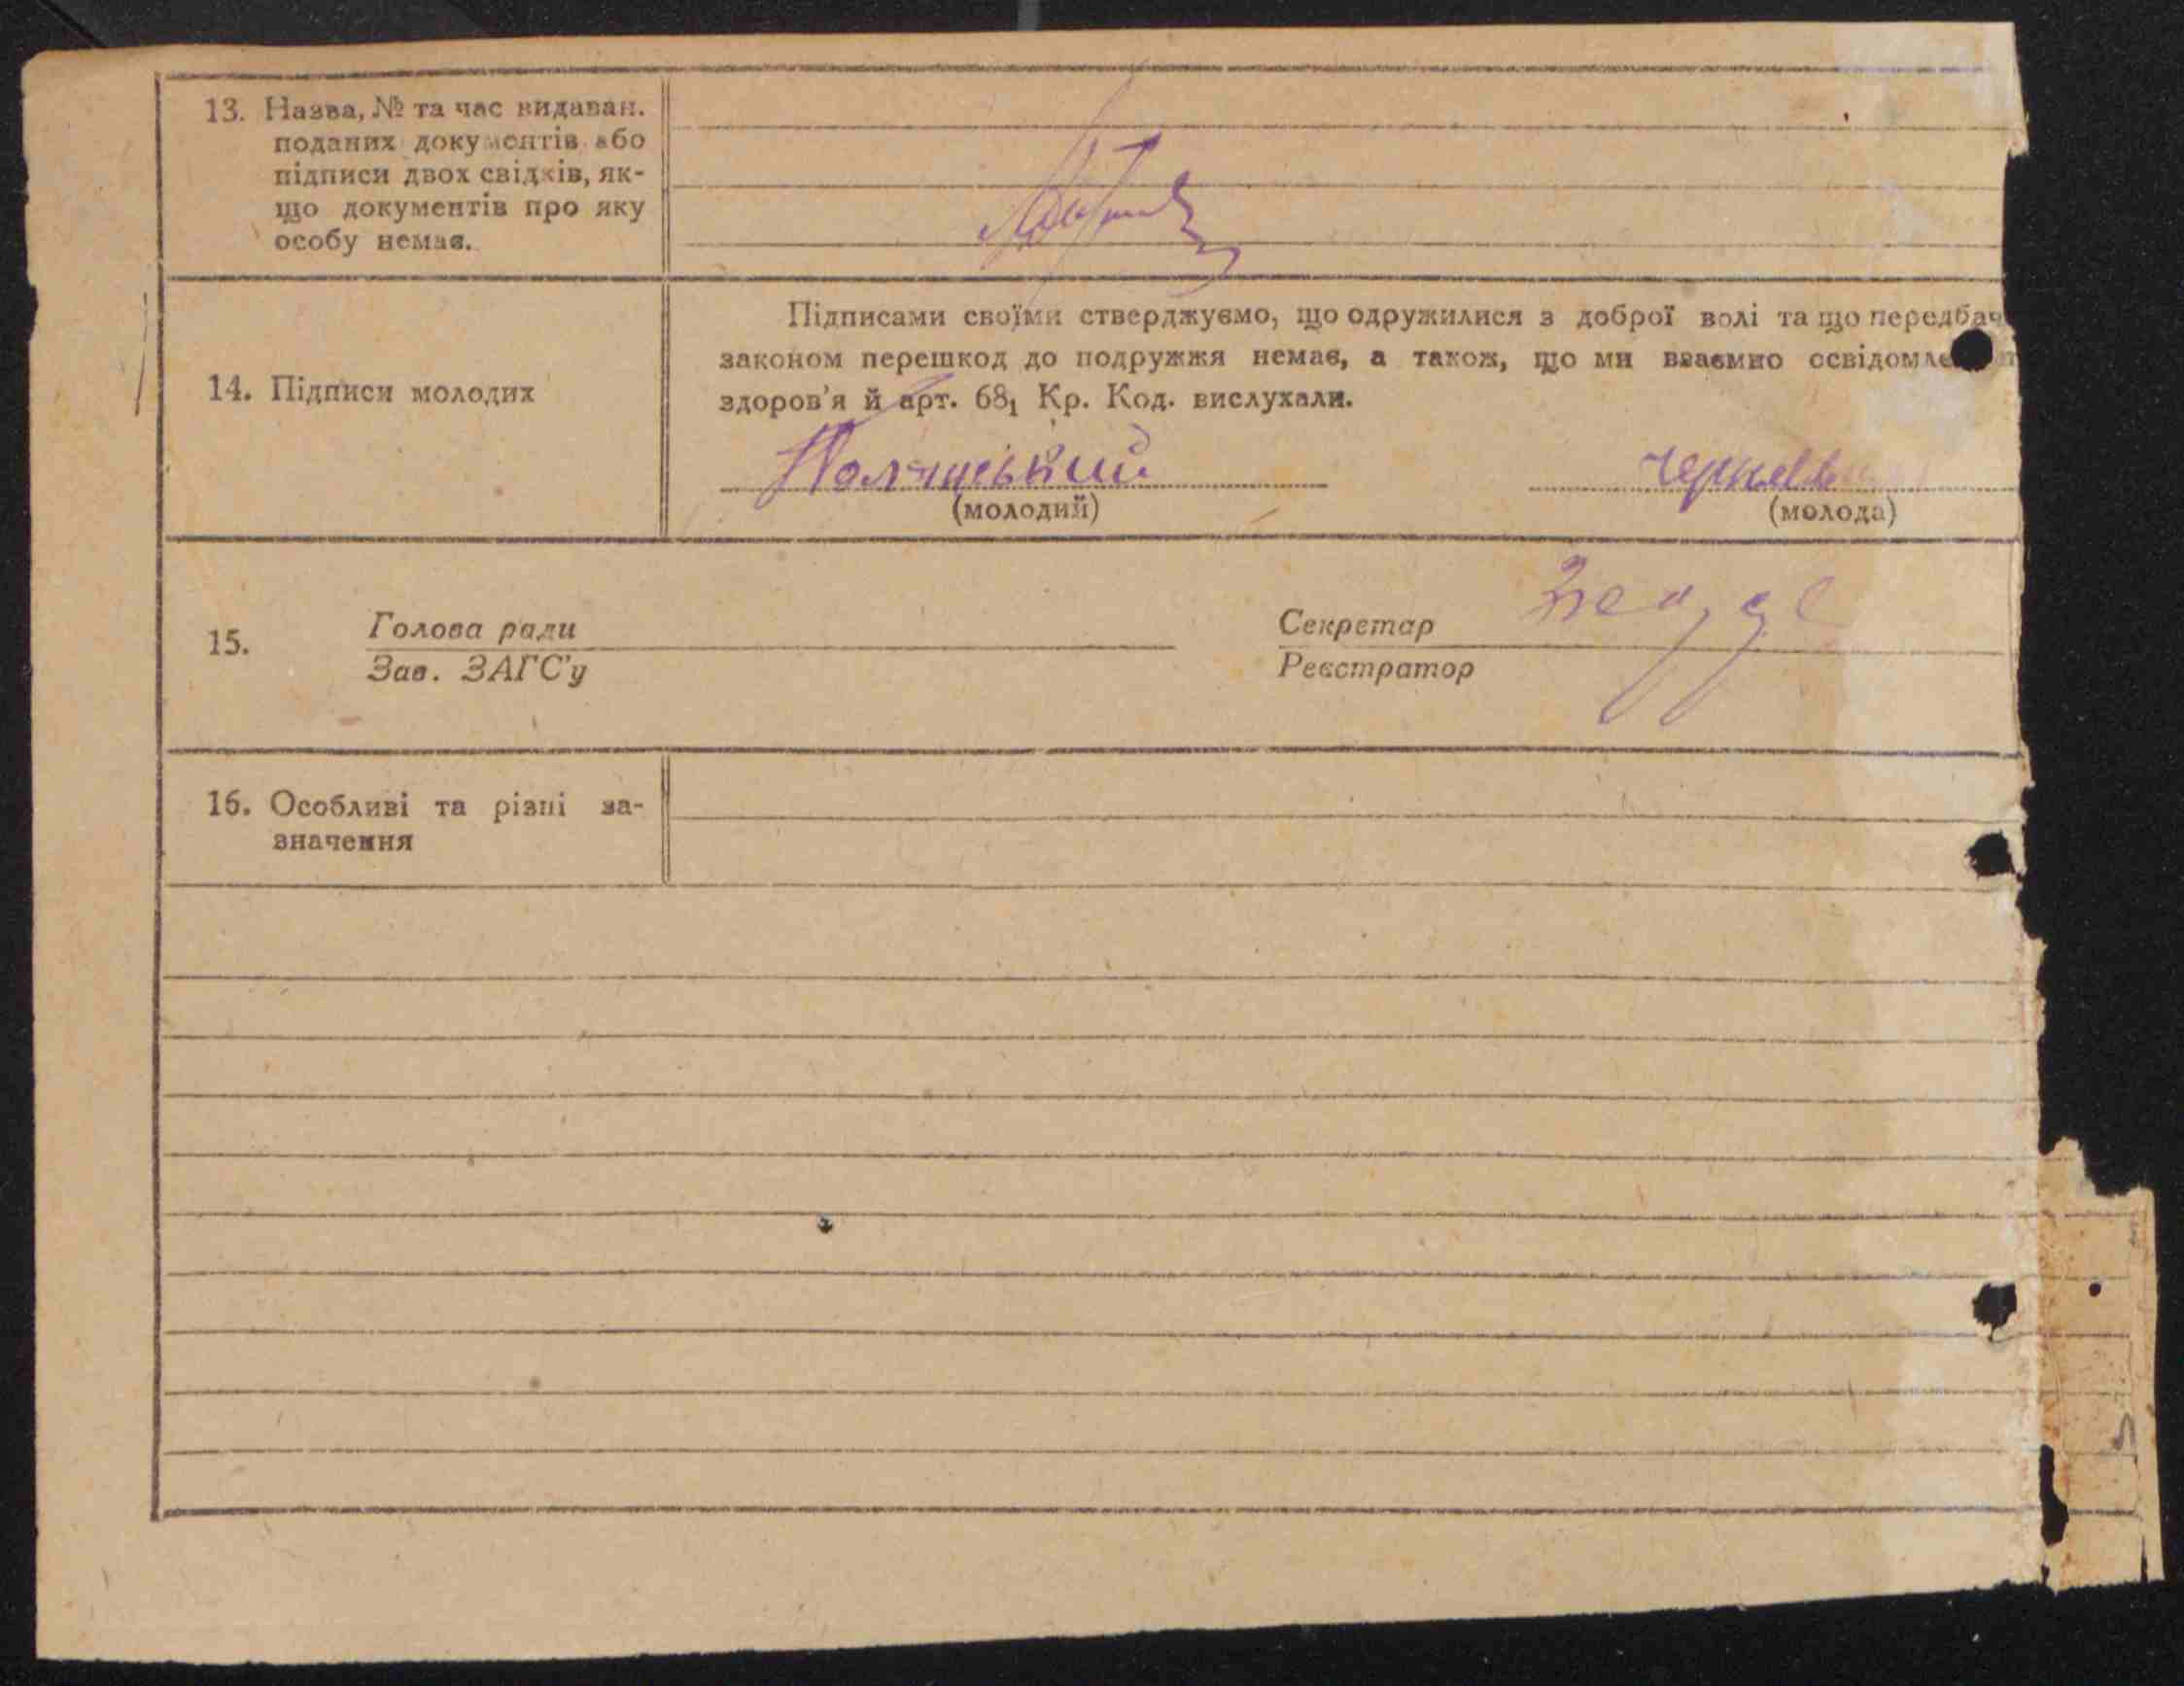 13. Назва, № та час видаван.
поданих документів або
підписи двох свідків, як-
що документів про яку
особу немає.
14. Підписи молодих
Підписами своїми стверджуємо, що одружилися з доброї волі та що передбач
законом перешкод до подружжя немає, а також, що ми взаємно освідомле
здоров'я й арт. 68₁ Кр. Код. вислухали.
(молодий)
(молода)
15.
Голова ради
Зав. ЗАГС'у
Секретар
Реєстратор
16. Особливі та різні за-
значення